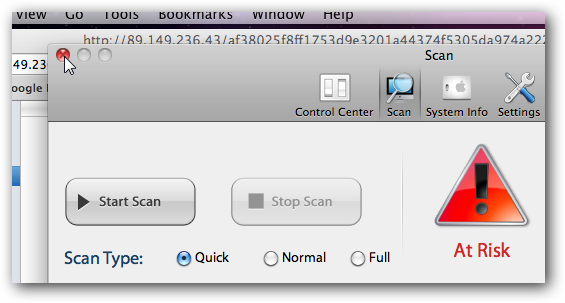 View Go Tools Bookmarks Window Help
http://89.149.236.43/af38025f8ff1753d9e3201a44374f5305da974a222
Scan
49.23
oogle
Control Center Scan System Info Settings
Start Scan Stop Scan
At Risk
Scan Type: Quick Normal Full